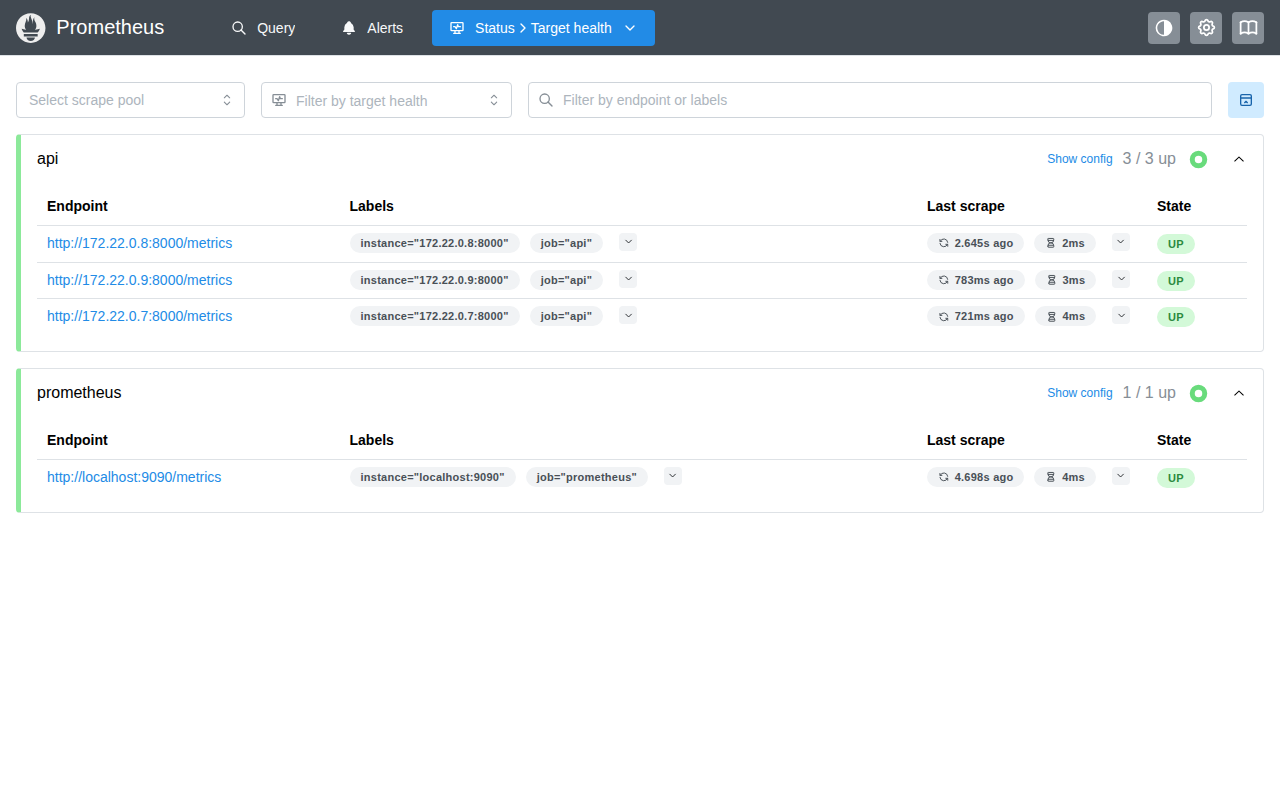 Prometheus Query Alerts Status > Target health
Select scrape pool Filter by target health Filter by endpoint or labels
api Show config 3 / 3 up
Endpoint Labels Last scrape State
http://172.22.0.8:8000/metrics instance="172.22.0.8:8000" job="api" 2.645s ago 2ms UP
http://172.22.0.9:8000/metrics instance="172.22.0.9:8000" job="api" 783ms ago 3ms UP
http://172.22.0.7:8000/metrics instance="172.22.0.7:8000" job="api" 721ms ago 4ms UP
prometheus Show config 1 / 1 up
Endpoint Labels Last scrape State
http://localhost:9090/metrics instance="localhost:9090" job="prometheus" 4.698s ago 4ms UP